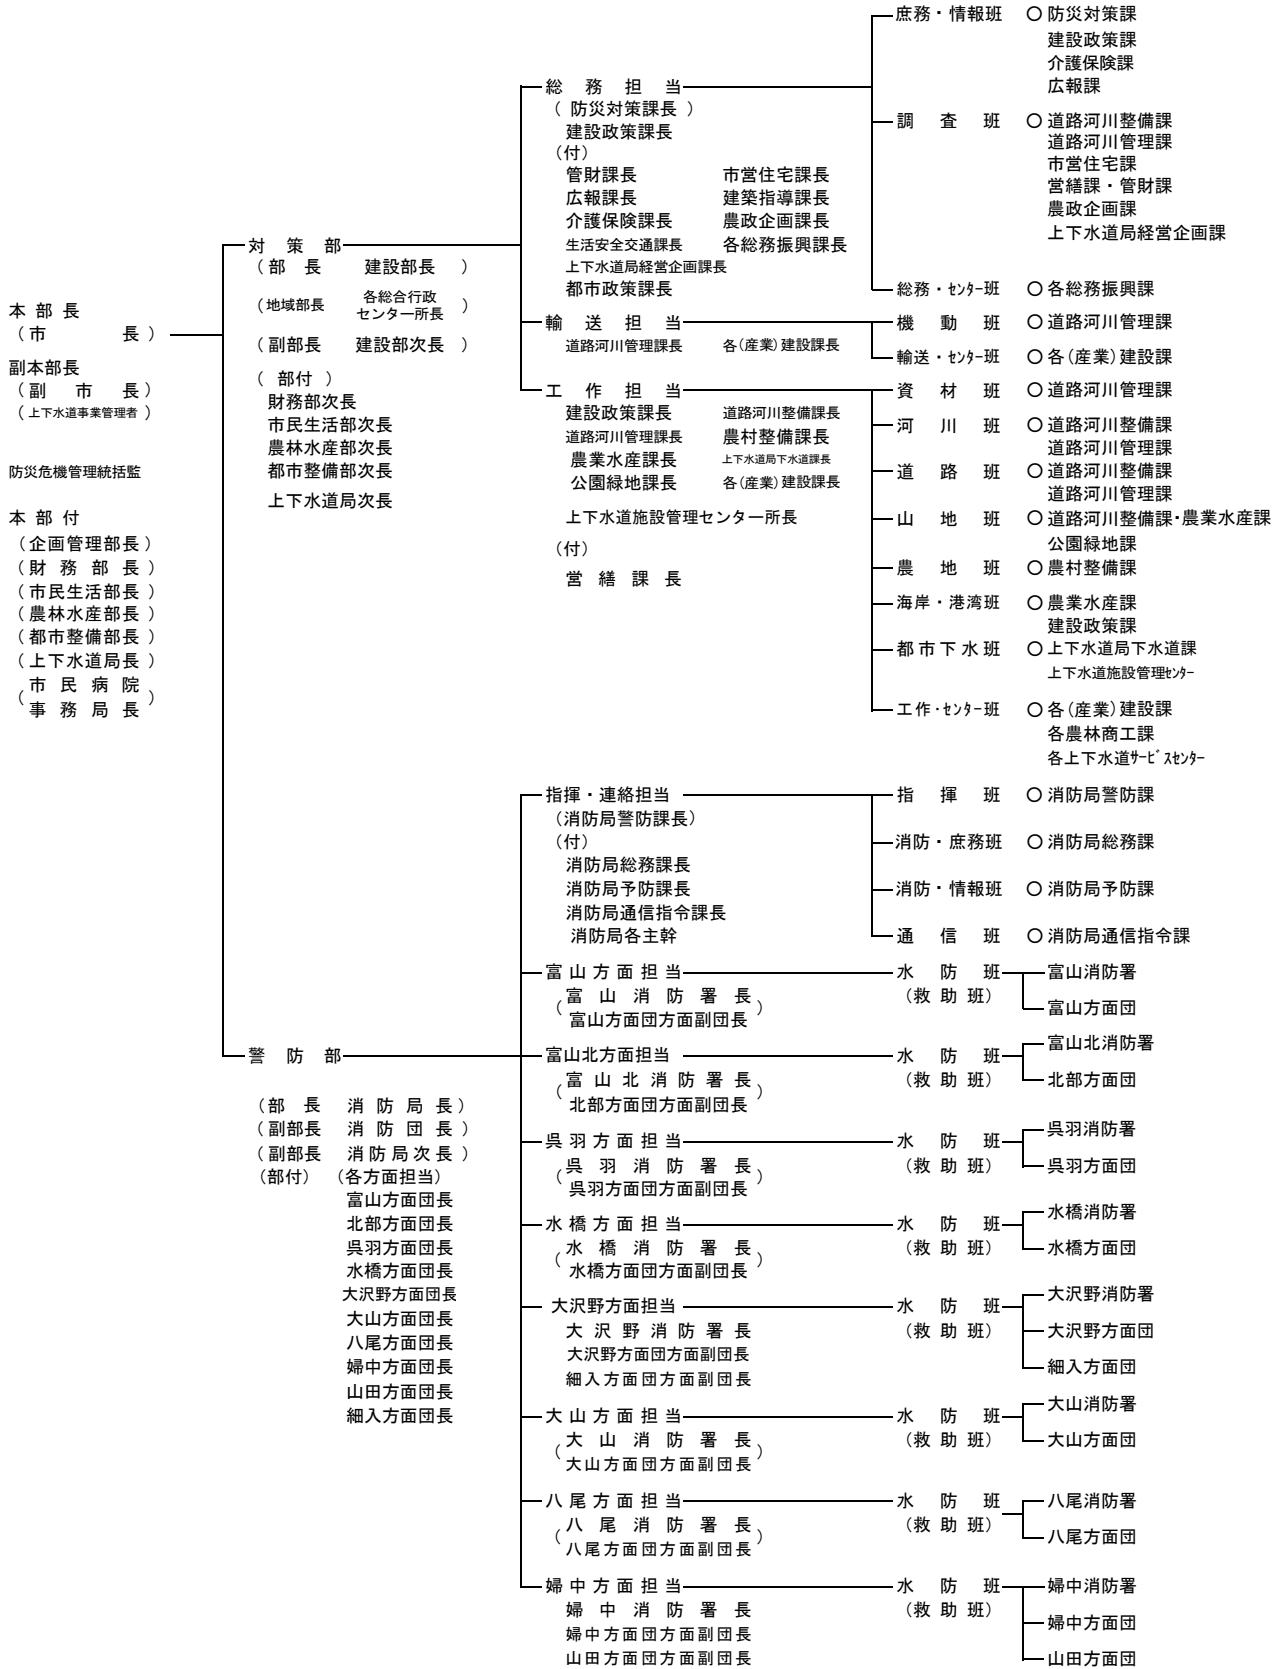 本部長
（市長）
副本部長
（副市長）
（上下水道事業管理者）
防災危機管理統括監
本部付
（企画管理部長）
（財務部長）
（市民生活部長）
（農林水産部長）
（都市整備部長）
（上下水道局長）
（市民病院
事務局長）
対策部
（部長 建設部長）
（地域部長 各総合行政
センター所長）
（副部長 建設部次長）
（部付）
財務部次長
市民生活部次長
農林水産部次長
都市整備部次長
上下水道局次長
総務担当
（防災対策課長）
建設政策課長
（付）
管財課長 市営住宅課長
広報課長 建築指導課長
介護保険課長 農政企画課長
生活安全交通課長 各総務振興課長
上下水道局経営企画課長
都市政策課長
庶務・情報班 ○防災対策課
建設政策課
介護保険課
広報課
調査班 ○道路河川整備課
道路河川管理課
市営住宅課
営繕課・管財課
農政企画課
上下水道局経営企画課
総務・ｾﾝﾀｰ班 ○各総務振興課
輸送担当
道路河川管理課長 各(産業)建設課長
機動班 ○道路河川管理課
輸送・ｾﾝﾀｰ班 ○各(産業)建設課
工作担当
建設政策課長 道路河川整備課長
道路河川管理課長 農村整備課長
農業水産課長 上下水道局下水道課長
公園緑地課長 各(産業)建設課長
上下水道施設管理センター所長
（付）
営繕課長
資材班 ○道路河川管理課
河川班 ○道路河川整備課
道路河川管理課
道路班 ○道路河川整備課
道路河川管理課
山地班 ○道路河川整備課・農業水産課
公園緑地課
農地班 ○農村整備課
海岸・港湾班 ○農業水産課
建設政策課
都市下水班 ○上下水道局下水道課
上下水道施設管理ｾﾝﾀｰ
工作・ｾﾝﾀｰ班 ○各(産業)建設課
各農林商工課
各上下水道ｻｰﾋﾞｽｾﾝﾀｰ
警防部
（部長 消防局長）
（副部長 消防団長）
（副部長 消防局次長）
（部付）（各方面担当）
富山方面団長
北部方面団長
呉羽方面団長
水橋方面団長
大沢野方面団長
大山方面団長
八尾方面団長
婦中方面団長
山田方面団長
細入方面団長
指揮・連絡担当
（消防局警防課長）
（付）
消防局総務課長
消防局予防課長
消防局通信指令課長
消防局各主幹
指揮班 ○消防局警防課
消防・庶務班 ○消防局総務課
消防・情報班 ○消防局予防課
通信班 ○消防局通信指令課
富山方面担当 水防班 富山消防署
（富山消防署長 （救助班）
富山方面団方面副団長） 富山方面団
富山北方面担当 水防班 富山北消防署
（富山北消防署長 （救助班） 北部方面団
北部方面団方面副団長）
呉羽方面担当 水防班 呉羽消防署
（呉羽消防署長 （救助班） 呉羽方面団
呉羽方面団方面副団長）
水橋方面担当 水防班 水橋消防署
（水橋消防署長 （救助班） 水橋方面団
水橋方面団方面副団長）
大沢野方面担当 水防班 大沢野消防署
大沢野消防署長 （救助班） 大沢野方面団
大沢野方面団方面副団長
細入方面団方面副団長 細入方面団
大山方面担当 水防班 大山消防署
（大山消防署長 （救助班） 大山方面団
大山方面団方面副団長）
八尾方面担当 水防班 八尾消防署
（八尾消防署長 （救助班）
八尾方面団方面副団長） 八尾方面団
婦中方面担当 水防班 婦中消防署
婦中消防署長 （救助班）
婦中方面団方面副団長 婦中方面団
山田方面団方面副団長 山田方面団